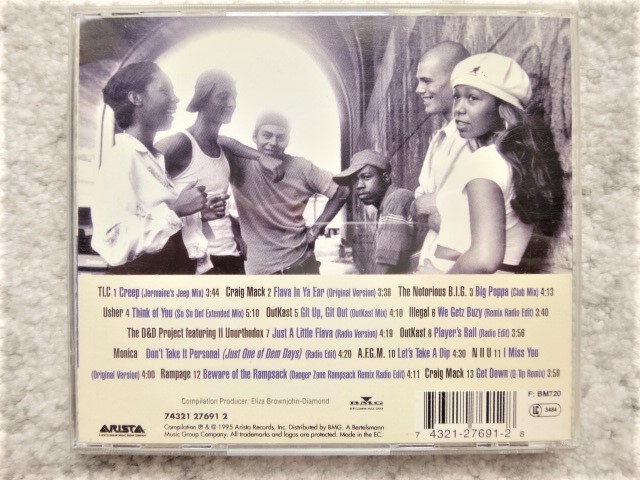 TLC 1 Creep (Jermaine's Jeep Mix) 3:44 Craig Mack 2 Flava In Ya Ear (Original Version) 3:38 The Notorious B.I.G. 3 Big Poppa (Club Mix) 4:13
Usher 4 Think of You (So So Def Extended Mix) 5:10 OutKast 5 Git Up, Git Out (OutKast Mix) 4:10 Illegal 6 We Getz Buzy (Remix Radio Edit) 3:40
The D&D Project featuring II Unorthodox 7 Just A Little Flava (Radio Version) 4:19 OutKast 8 Player's Ball (Radio Edit) 3:58
Monica Don't Take It Personal (Just One of Dem Days) (Radio Edit) 4:20 A.F.G.M. 10 Let's Take A Dip 4:30 N II U 11 I Miss You
(Original Version) 4:00 Rampage 12 Beware of the Rampsack (Danger Zone Rampsack Remix Radio Edit) 4:11 Craig Mack 13 Get Down (Q-Tip Remix) 3:58
Compilation Producer: Eliza Brownjohn-Diamond
F: BM720
74321 27691 2
LC 3484
ARISTA
Compilation ℗ & © 1995 Arista Records, Inc. Distributed by BMG. A Bertelsmann
Music Group Company. All trademarks and logos are protected. Made in the EC.
BMG
7 4321-27691-2 8